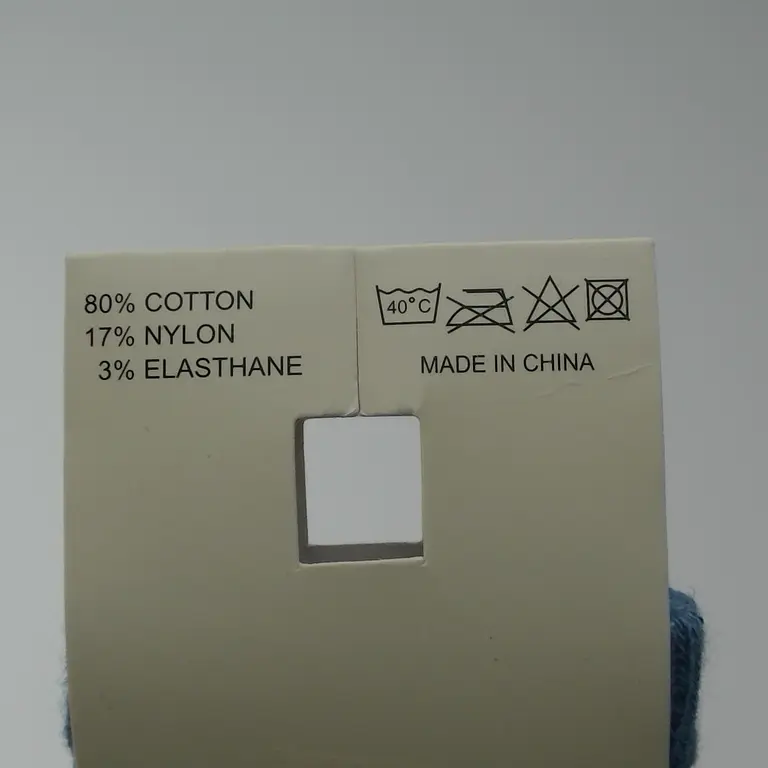 80% COTTON
17% NYLON
3% ELASTHANE
40°C
MADE IN CHINA